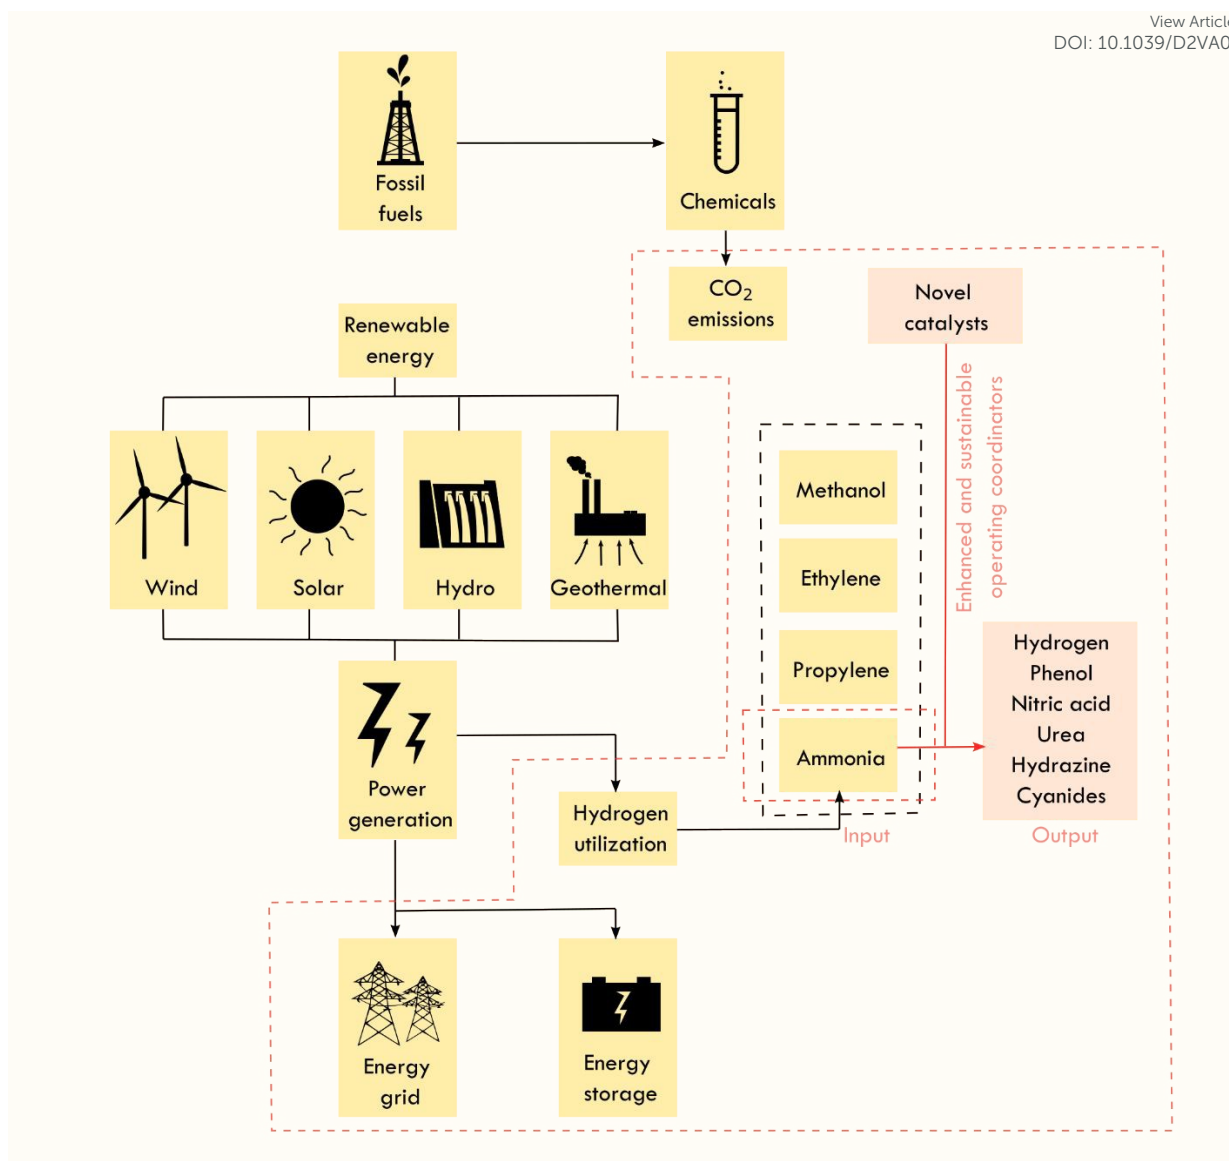 View Article
DOI: 10.1039/D2VA0
Fossil
fuels
Chemicals
CO₂
emissions
Novel
catalysts
Renewable
energy
Enhanced and sustainable
operating coordinators
Wind
Solar
Hydro
Geothermal
Methanol
Ethylene
Propylene
Ammonia
Hydrogen
Phenol
Nitric acid
Urea
Hydrazine
Cyanides
Power
generation
Hydrogen
utilization
Input
Output
Energy
grid
Energy
storage